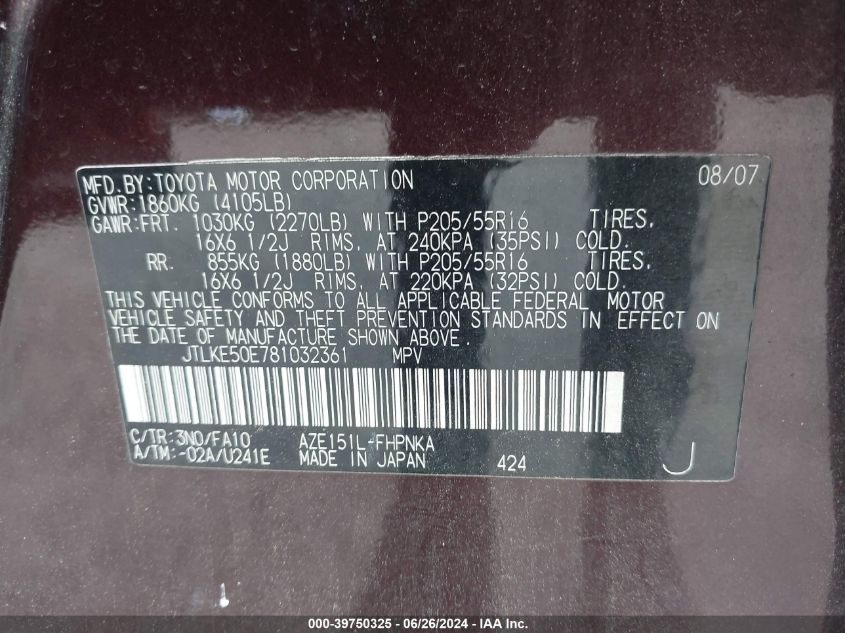 MFD.BY:TOYOTA MOTOR CORPORATION 08/07
GVWR:1860KG (4105LB)
GAWR:FRT. 1030KG (2270LB) WITH P205/55R16 TIRES,
16X6 1/2J RIMS, AT 240KPA (35PSI) COLD.
RR. 855KG (1880LB) WITH P205/55R16 TIRES,
16X6 1/2J RIMS, AT 220KPA (32PSI) COLD.
THIS VEHICLE CONFORMS TO ALL APPLICABLE FEDERAL MOTOR
VEHICLE SAFETY AND THEFT PREVENTION STANDARDS IN EFFECT ON
THE DATE OF MANUFACTURE SHOWN ABOVE.
JTLKE50E781032361 MPV
C/TR:3N0/FA10 AZE151L-FHPNKA
A/TM:-02A/U241E MADE IN JAPAN 424 J
000-39750325 - 06/26/2024 - IAA Inc.